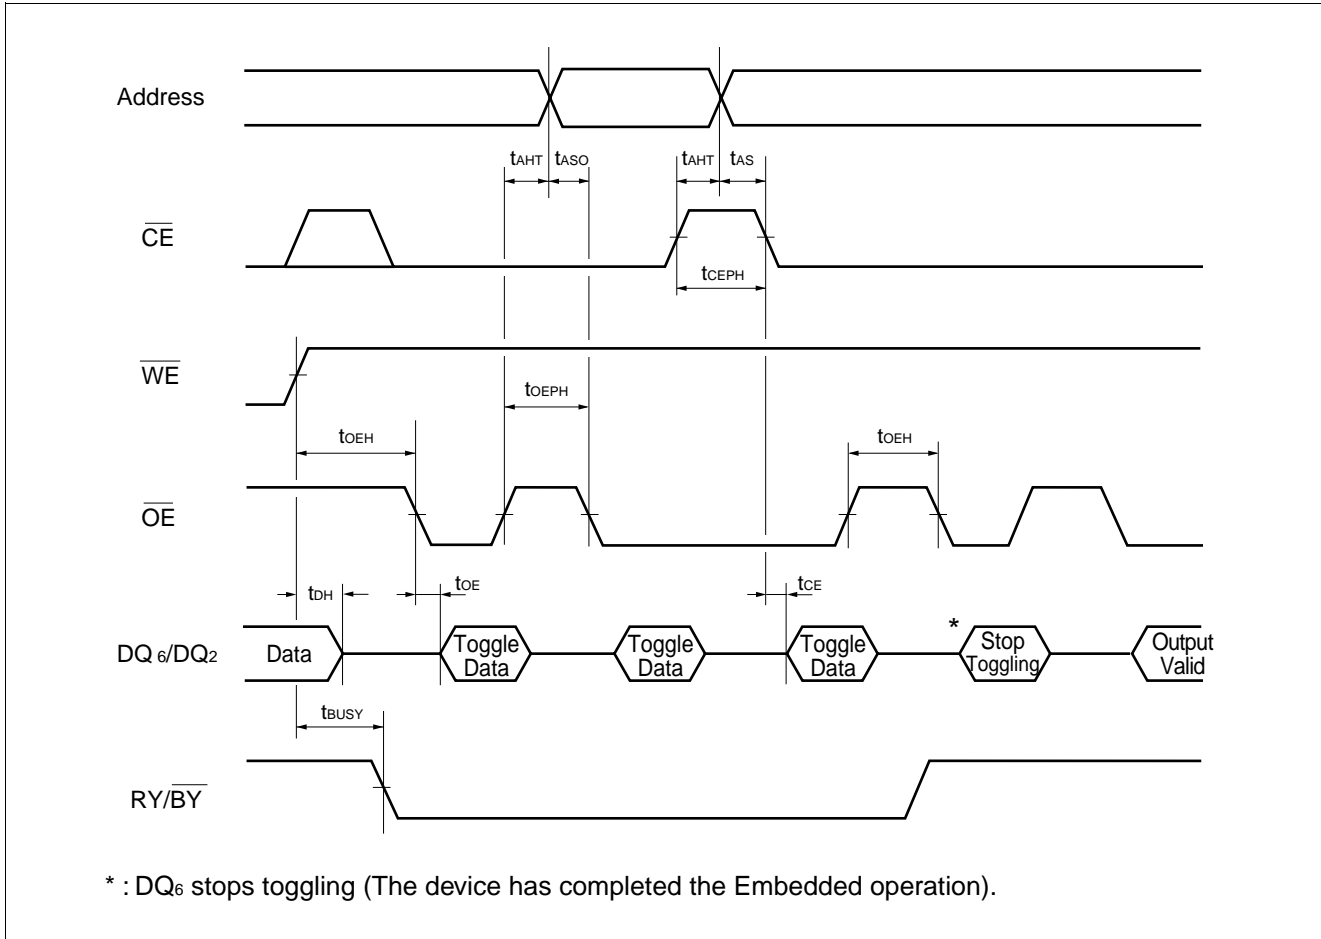 Address
tAHT tASO tAHT tAS
CE
tCEPH
WE
tOEPH
tOEH tOEH
OE
tDH tOE tCE
DQ 6/DQ2 Data Toggle Data Toggle Data Toggle Data * Stop Toggling Output Valid
tBUSY
RY/BY
* : DQ6 stops toggling (The device has completed the Embedded operation).